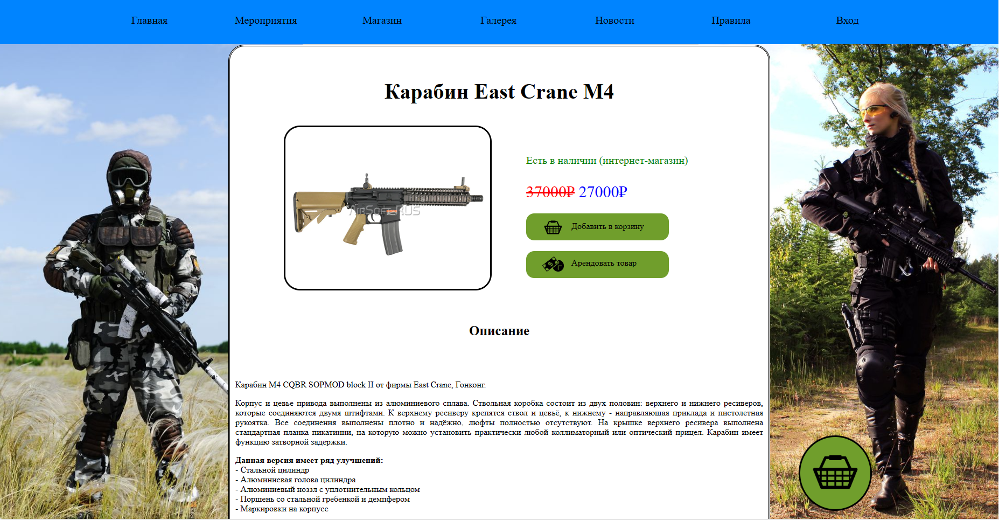 Главная Мероприятия Магазин Галерея Новости Правила Вход
Карабин East Crane M4
AirSoft-RUS
Есть в наличии (интернет-магазин)
37000₽ 27000₽
Добавить в корзину
Арендовать товар
Описание
Карабин M4 CQBR SOPMOD block II от фирмы East Crane, Гонконг.
Корпус и цевье привода выполнены из алюминиевого сплава. Ствольная коробка состоит из двух половин: верхнего и нижнего ресиверов,
которые соединяются двумя штифтами. К верхнему ресиверу крепятся ствол и цевьё, к нижнему - направляющая приклада и пистолетная
рукоятка. Все соединения выполнены плотно и надёжно, люфты полностью отсутствуют. На крышке верхнего ресивера выполнена
стандартная планка пикатинни, на которую можно установить практически любой коллиматорный или оптический прицел. Карабин имеет
функцию затворной задержки.
Данная версия имеет ряд улучшений:
- Стальной цилиндр
- Алюминиевая голова цилиндра
- Алюминиевый ноззл с уплотнительным кольцом
- Поршень со стальной гребенкой и демпфером
- Маркировки на корпусе